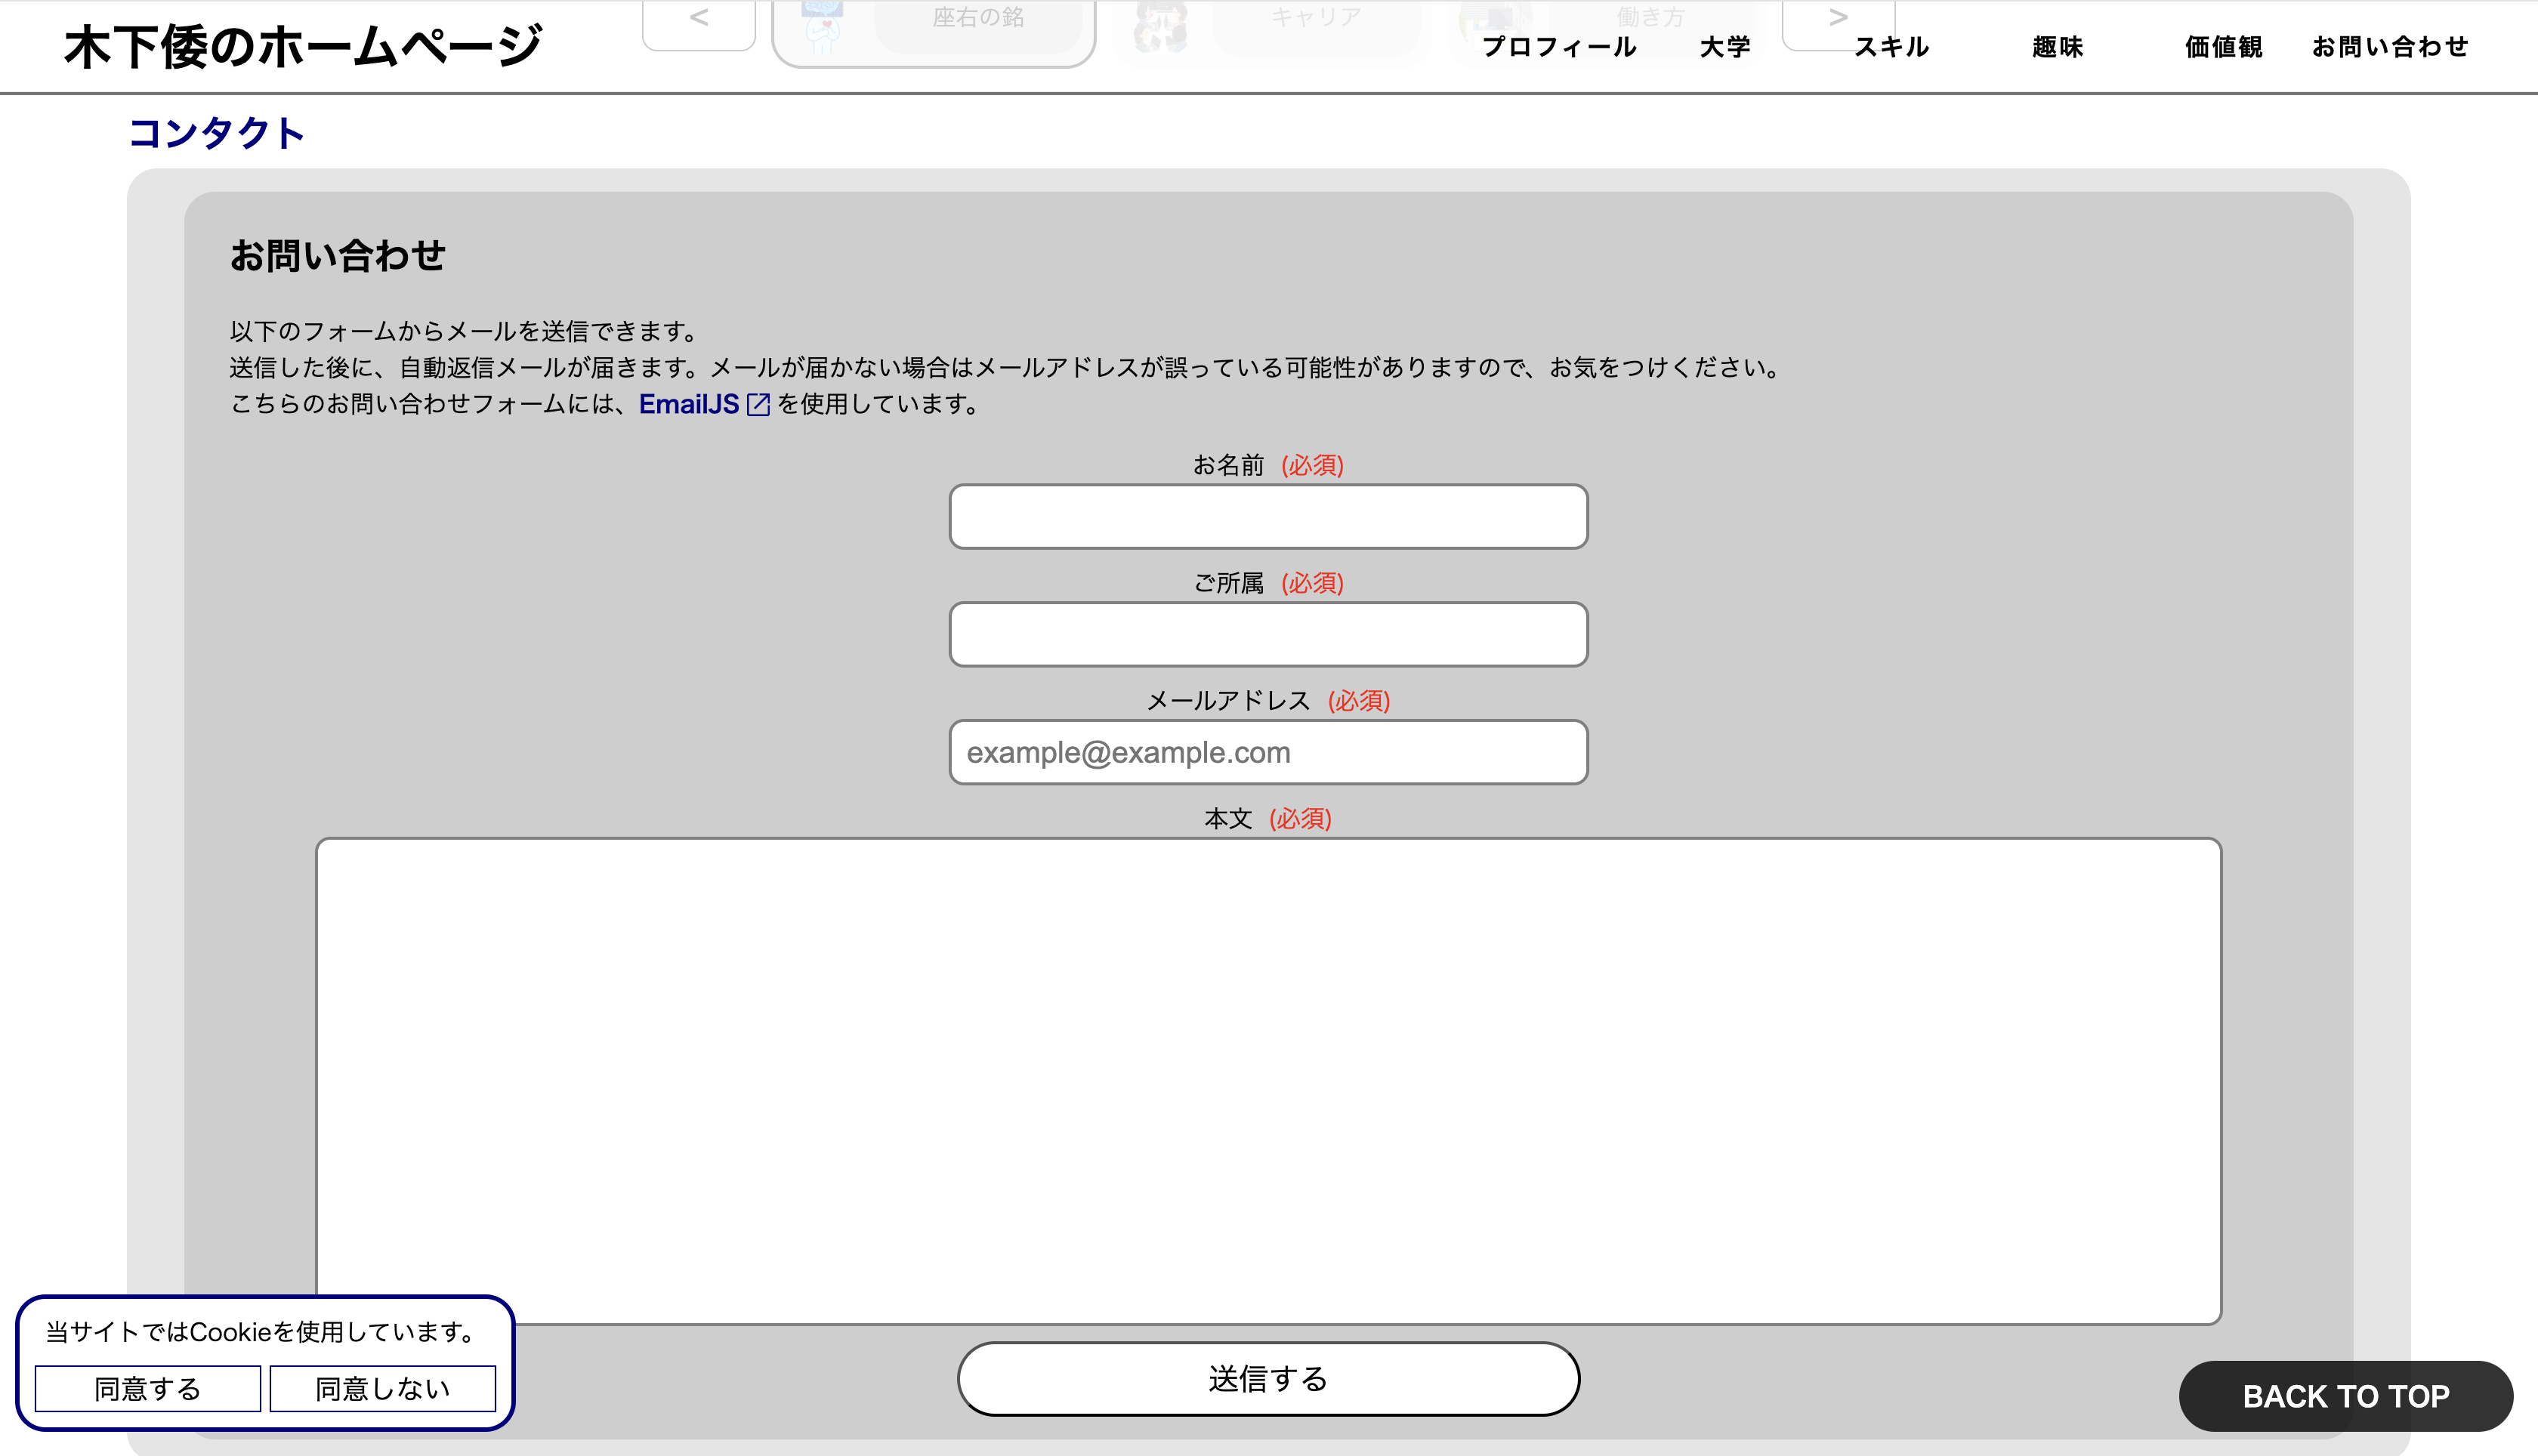 木下倭のホームページ
<
座右の銘
キャリア
働き方
>
プロフィール
大学
スキル
趣味
価値観
お問い合わせ
コンタクト
お問い合わせ
以下のフォームからメールを送信できます。
送信した後に、自動返信メールが届きます。メールが届かない場合はメールアドレスが誤っている可能性がありますので、お気をつけください。
こちらのお問い合わせフォームには、EmailJS を使用しています。
お名前 (必須)
ご所属 (必須)
メールアドレス (必須)
example@example.com
本文 (必須)
送信する
当サイトではCookieを使用しています。
同意する
同意しない
BACK TO TOP